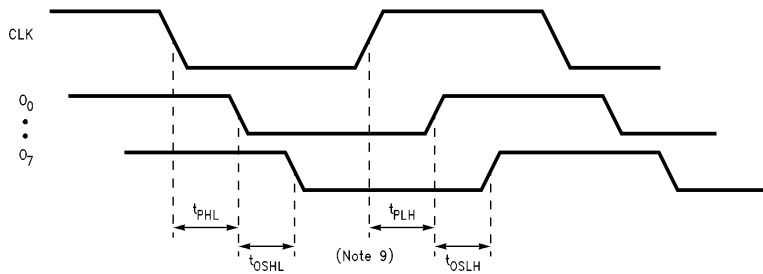 CLK
O0
O7
tPHL
tPLH
tOSHL
(Note 9)
tOSLH